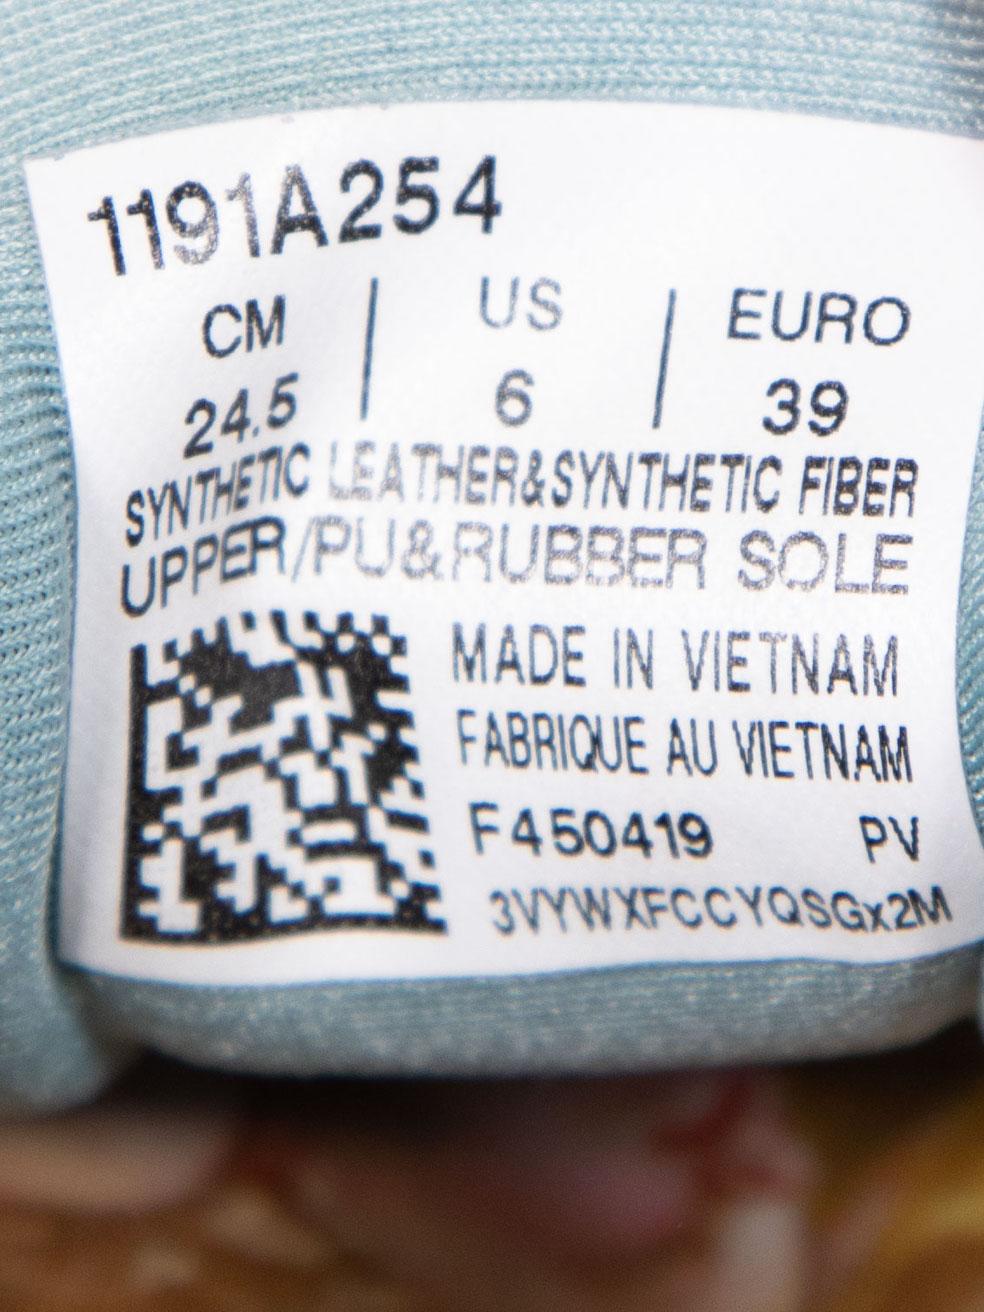 1191A254
CM | US | EURO
24.5 | 6 | 39
SYNTHETIC LEATHER&SYNTHETIC FIBER
UPPER/PU&RUBBER SOLE
MADE IN VIETNAM
FABRIQUE AU VIETNAM
F450419 PV
3VYWXFCCYQSGx2M